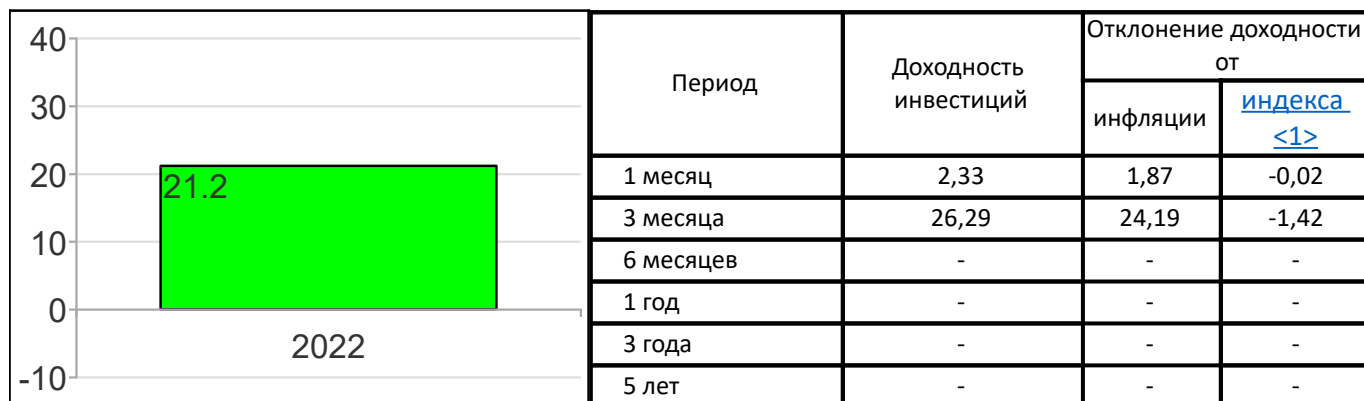 40
30
20
10
0
-10
21.2
2022
Период
Доходность
инвестиций
Отклонение доходности
от
инфляции
индекса
<1>
1 месяц 2,33 1,87 -0,02
3 месяца 26,29 24,19 -1,42
6 месяцев - - -
1 год - - -
3 года - - -
5 лет - - -